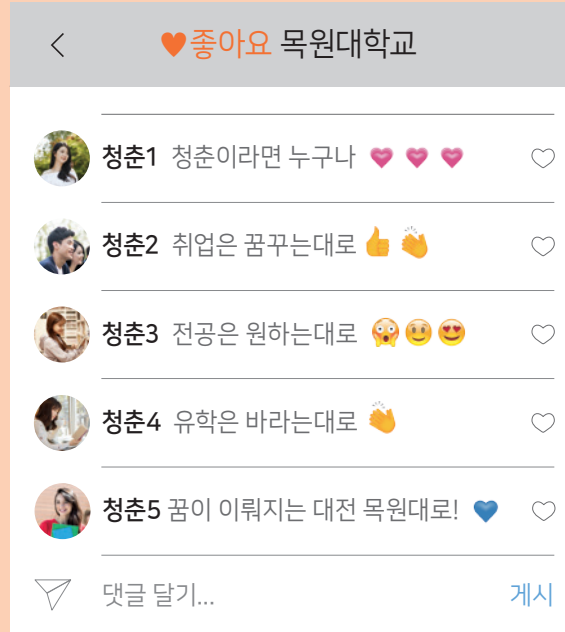 ♥좋아요 목원대학교
청춘1 청춘이라면 누구나
청춘2 취업은 꿈꾸는대로
청춘3 전공은 원하는대로
청춘4 유학은 바라는대로
청춘5 꿈이 이뤄지는 대전 목원대로!
댓글 달기... 게시